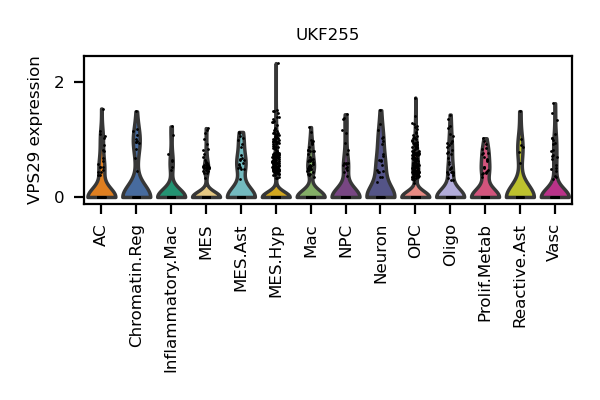 UKF255
VPS29 expression
2
0
AC
Chromatin.Reg
Inflammatory.Mac
MES
MES.Ast
MES.Hyp
Mac
NPC
Neuron
OPC
Oligo
Prolif.Metab
Reactive.Ast
Vasc